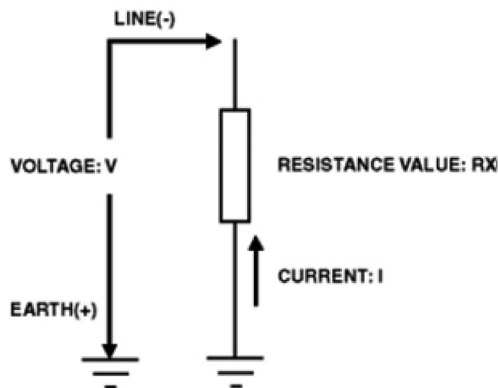 LINE(-)
VOLTAGE: V
RESISTANCE VALUE: RX
CURRENT: I
EARTH(+)